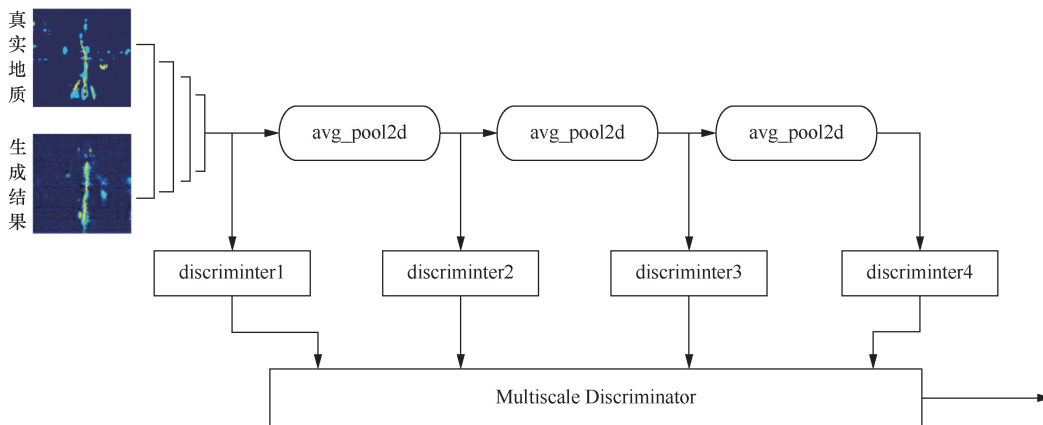 真实地质
生成结果
avg_pool2d
avg_pool2d
avg_pool2d
discriminter1
discriminter2
discriminter3
discriminter4
Multiscale Discriminator